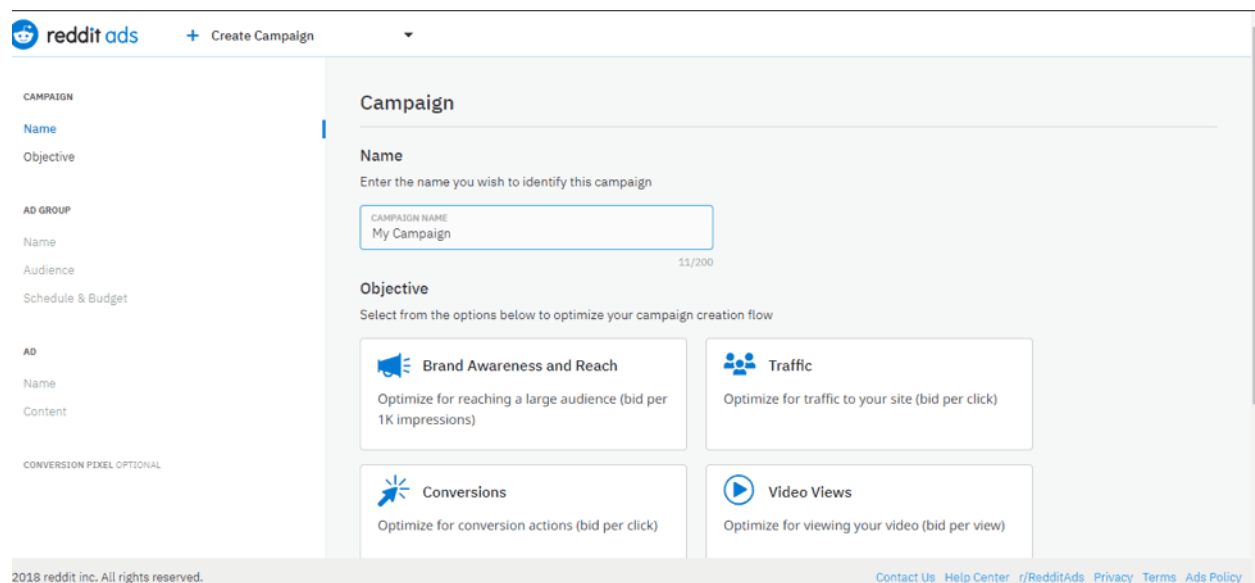 reddit ads + Create Campaign
CAMPAIGN
Name
Objective
AD GROUP
Name
Audience
Schedule & Budget
AD
Name
Content
CONVERSION PIXEL OPTIONAL
Campaign
Name
Enter the name you wish to identify this campaign
CAMPAIGN NAME
My Campaign
11/200
Objective
Select from the options below to optimize your campaign creation flow
Brand Awareness and Reach
Optimize for reaching a large audience (bid per
1K impressions)
Traffic
Optimize for traffic to your site (bid per click)
Conversions
Optimize for conversion actions (bid per click)
Video Views
Optimize for viewing your video (bid per view)
2018 reddit inc. All rights reserved.
Contact Us Help Center r/RedditAds Privacy Terms Ads Policy